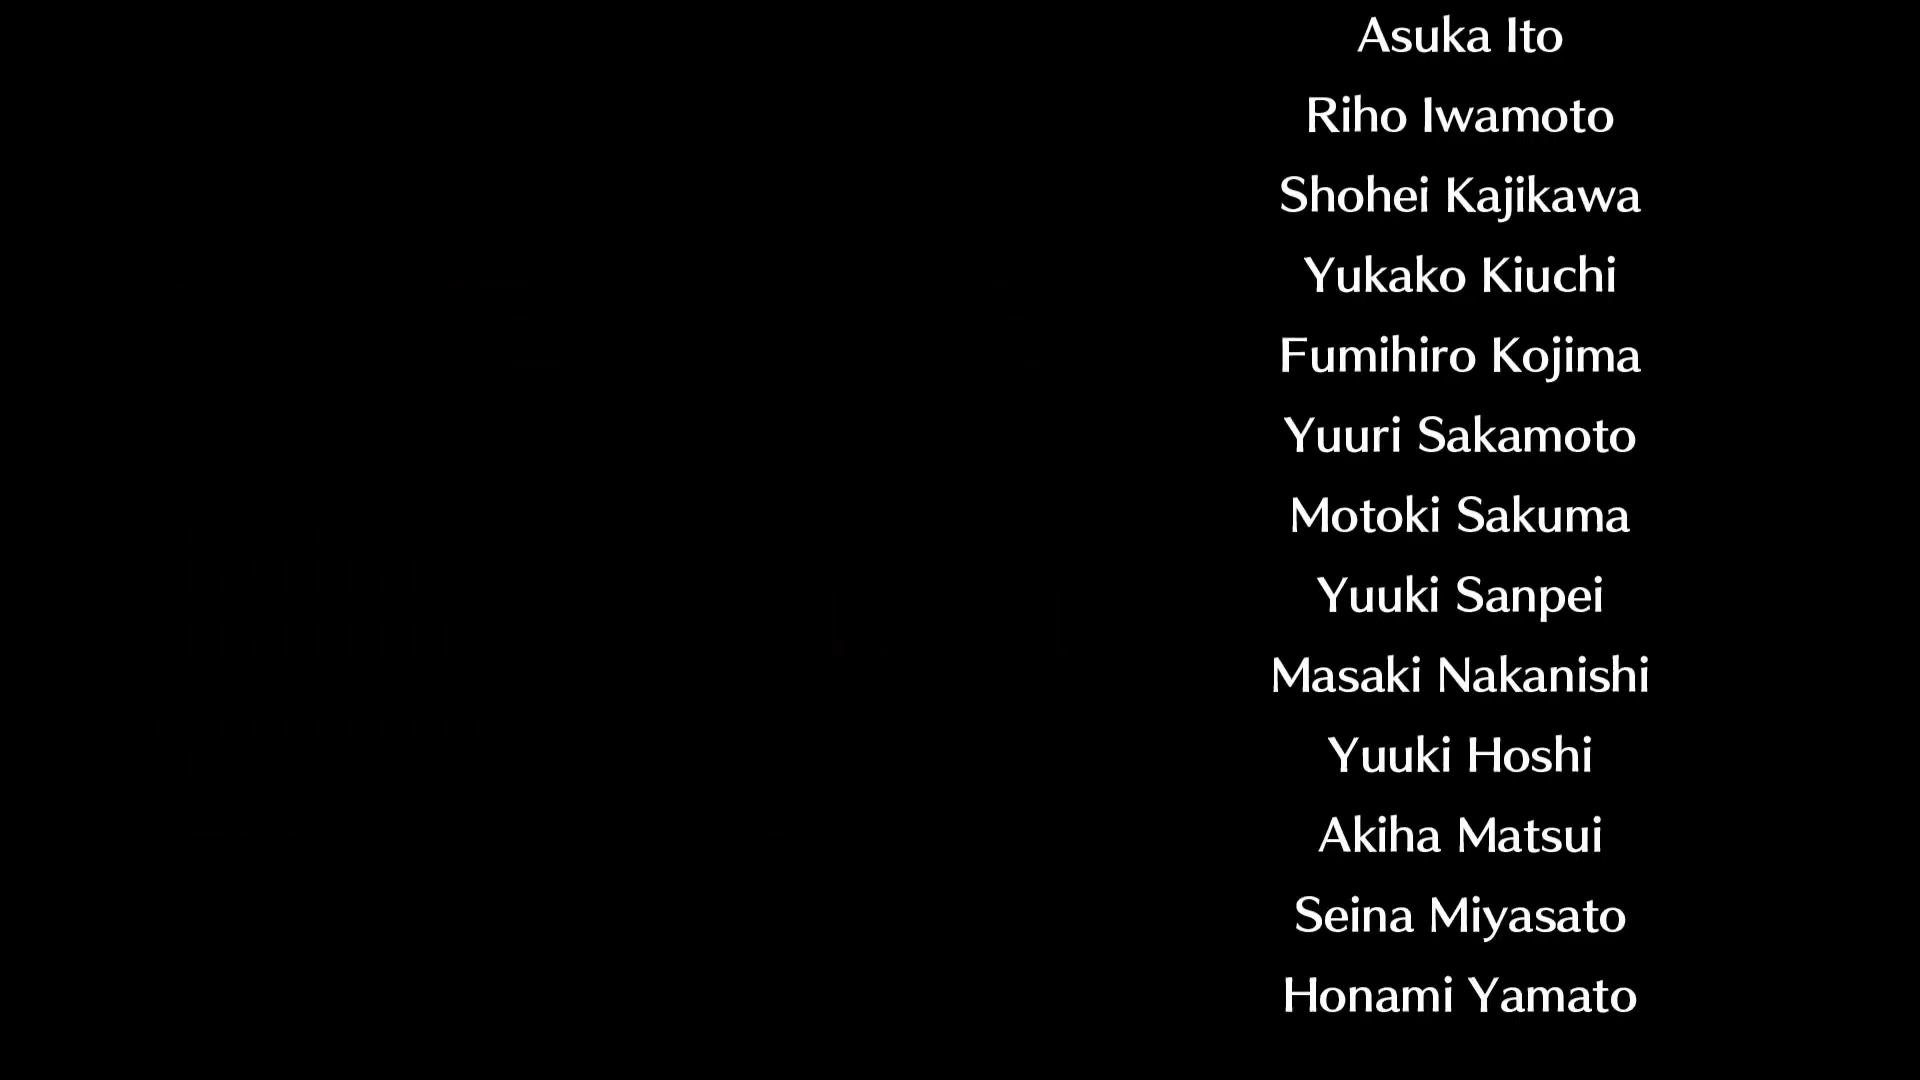 Asuka Ito
Riho Iwamoto
Shohei Kajikawa
Yukako Kiuchi
Fumihiro Kojima
Yuuri Sakamoto
Motoki Sakuma
Yuuki Sanpei
Masaki Nakanishi
Yuuki Hoshi
Akiha Matsui
Seina Miyasato
Honami Yamato